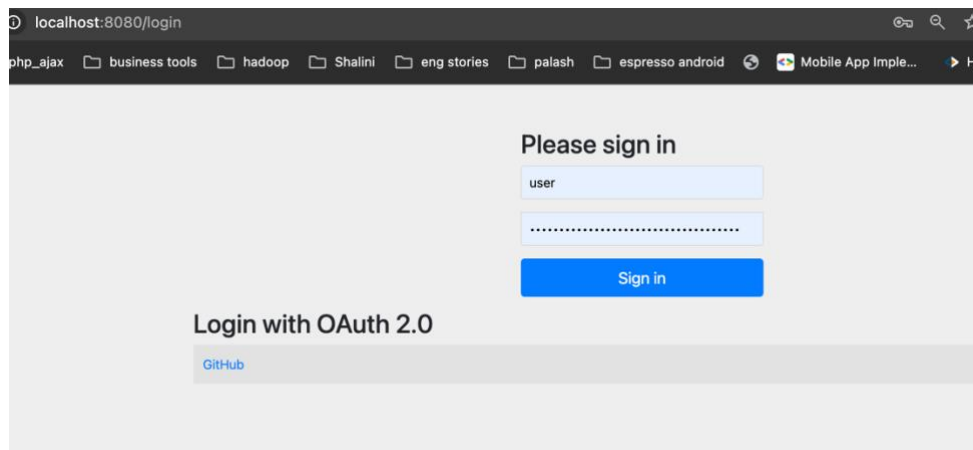 localhost:8080/login
php_ajax business tools hadoop Shalini eng stories palash espresso android Mobile App Imple... H
Please sign in
user
Sign in
Login with OAuth 2.0
GitHub